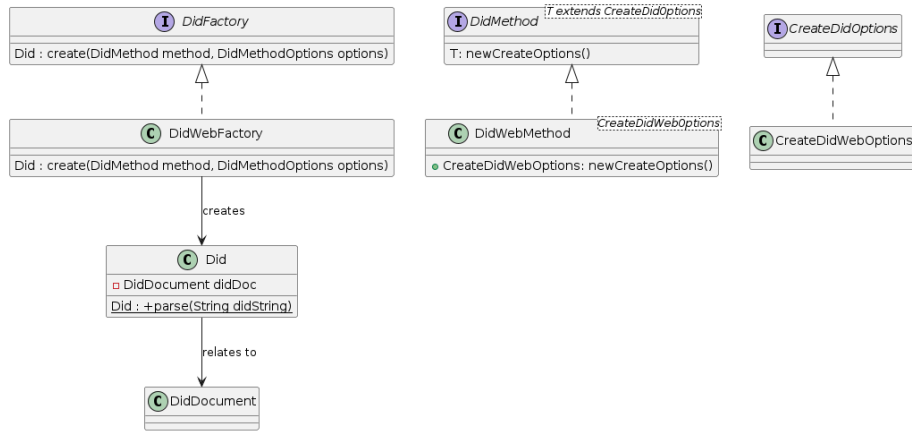 I DidFactory
Did : create(DidMethod method, DidMethodOptions options)
T extends CreateDidOptions
I DidMethod
T: newCreateOptions()
I CreateDidOptions
C DidWebFactory
Did : create(DidMethod method, DidMethodOptions options)
CreateDidWebOptions
C DidWebMethod
CreateDidWebOptions: newCreateOptions()
C CreateDidWebOptions
creates
C Did
DidDocument didDoc
Did : +parse(String didString)
relates to
C DidDocument